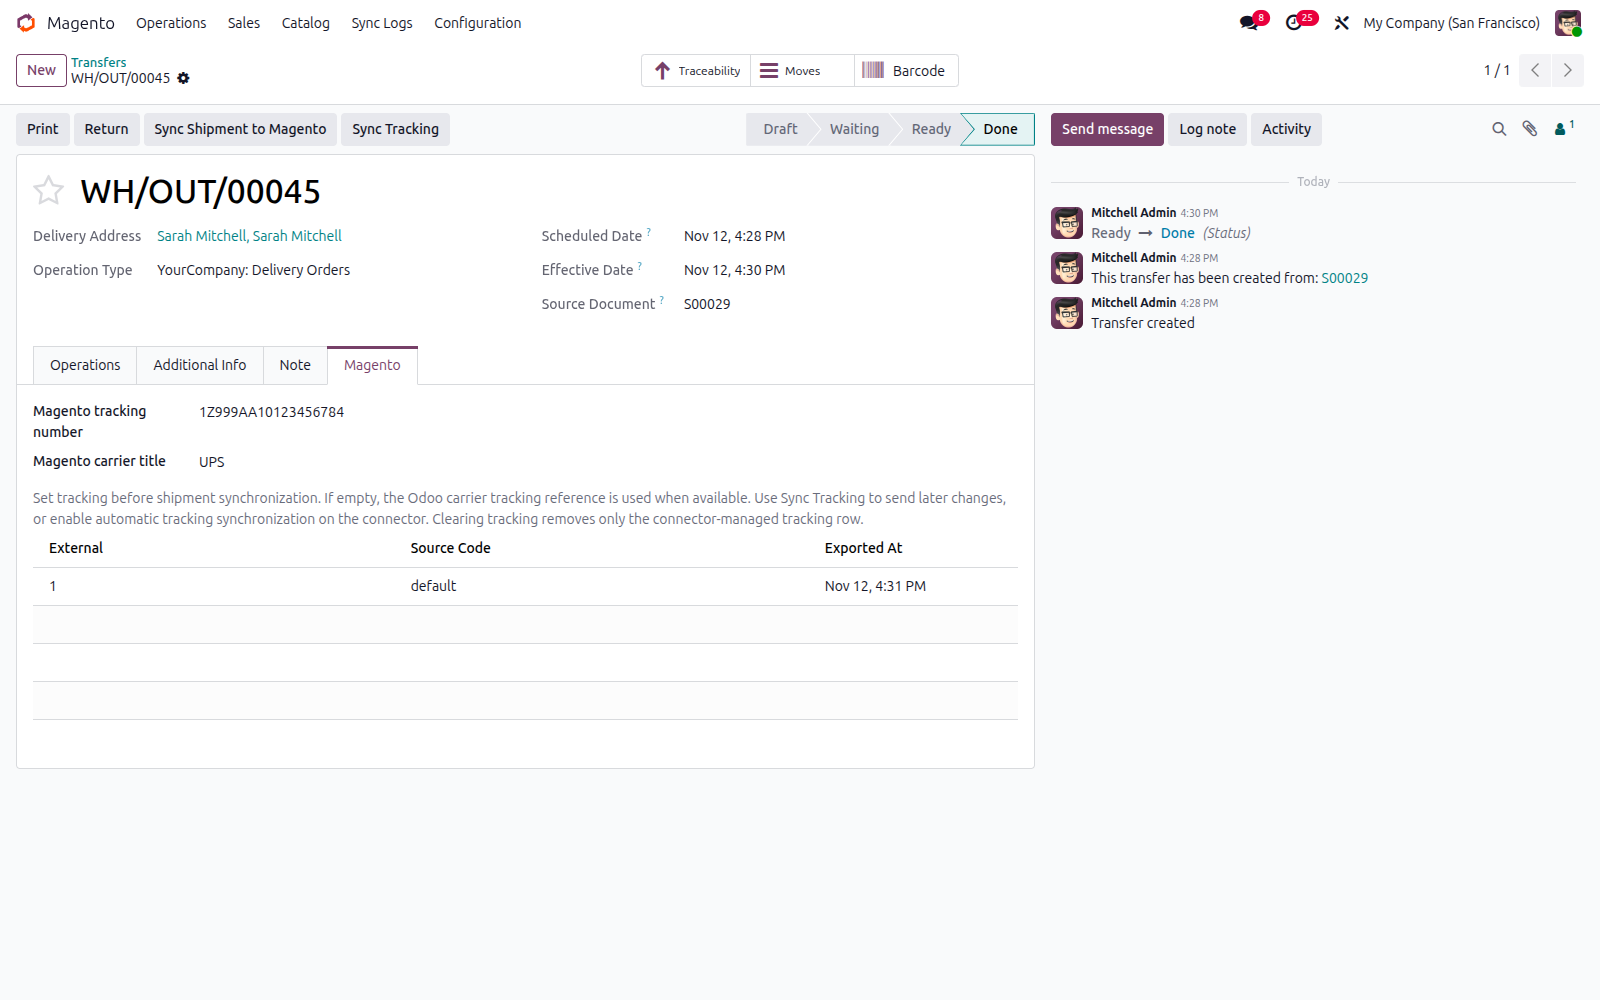 Magento Operations Sales Catalog Sync Logs Configuration 8 25 My Company (San Francisco)
New Transfers
WH/OUT/00045
Traceability Moves Barcode 1 / 1
Print Return Sync Shipment to Magento Sync Tracking Draft Waiting Ready Done Send message Log note Activity 1
WH/OUT/00045
Delivery Address Sarah Mitchell, Sarah Mitchell
Operation Type YourCompany: Delivery Orders
Scheduled Date ? Nov 12, 4:28 PM
Effective Date ? Nov 12, 4:30 PM
Source Document ? S00029
Operations Additional Info Note Magento
Magento tracking
number
1Z999AA10123456784
Magento carrier title UPS
Set tracking before shipment synchronization. If empty, the Odoo carrier tracking reference is used when available. Use Sync Tracking to send later changes,
or enable automatic tracking synchronization on the connector. Clearing tracking removes only the connector-managed tracking row.
External Source Code Exported At
1 default Nov 12, 4:31 PM
Today
Mitchell Admin 4:30 PM
Ready → Done (Status)
Mitchell Admin 4:28 PM
This transfer has been created from: S00029
Mitchell Admin 4:28 PM
Transfer created